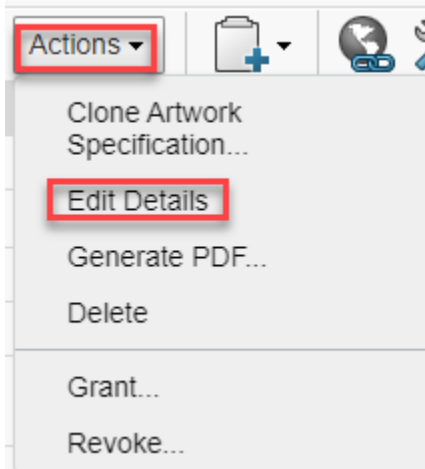 Actions
Clone Artwork
Specification...
Edit Details
Generate PDF...
Delete
Grant...
Revoke...